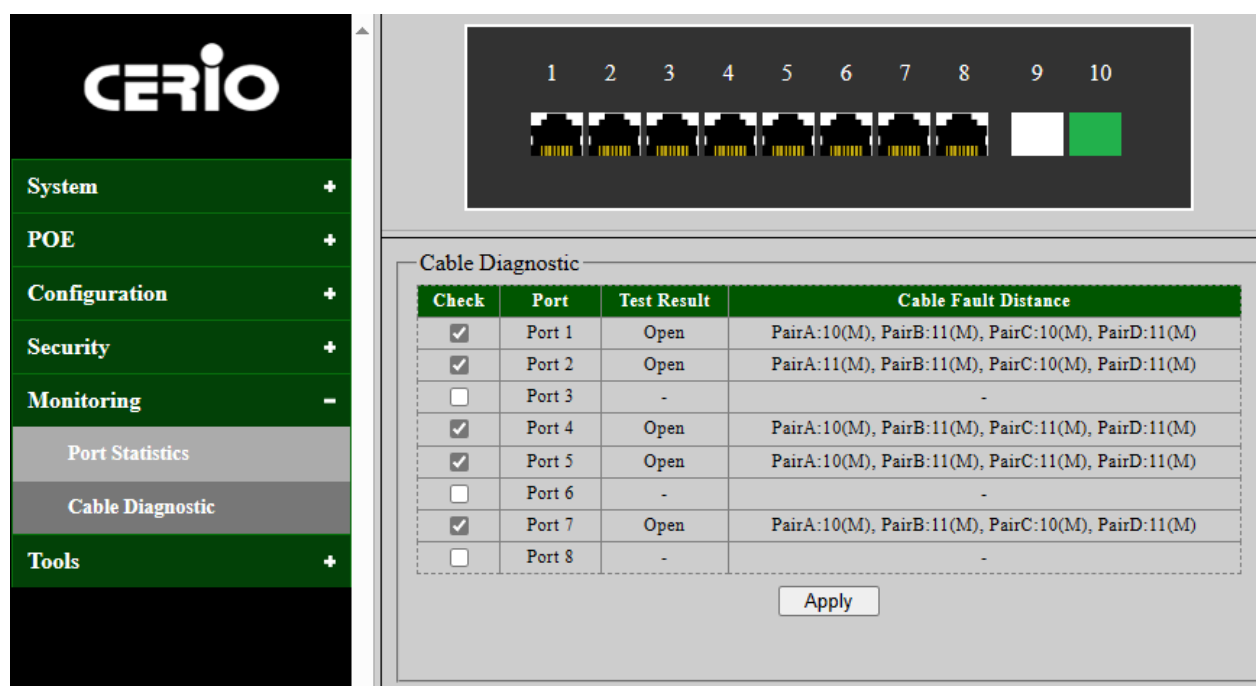 CERIO
1 2 3 4 5 6 7 8 9 10
System
POE
Configuration
Security
Monitoring
Port Statistics
Cable Diagnostic
Tools
Cable Diagnostic
Check Port Test Result Cable Fault Distance
Port 1 Open PairA:10(M), PairB:11(M), PairC:10(M), PairD:11(M)
Port 2 Open PairA:11(M), PairB:11(M), PairC:10(M), PairD:11(M)
Port 3 - -
Port 4 Open PairA:10(M), PairB:11(M), PairC:11(M), PairD:11(M)
Port 5 Open PairA:10(M), PairB:11(M), PairC:11(M), PairD:11(M)
Port 6 - -
Port 7 Open PairA:10(M), PairB:11(M), PairC:10(M), PairD:11(M)
Port 8 - -
Apply